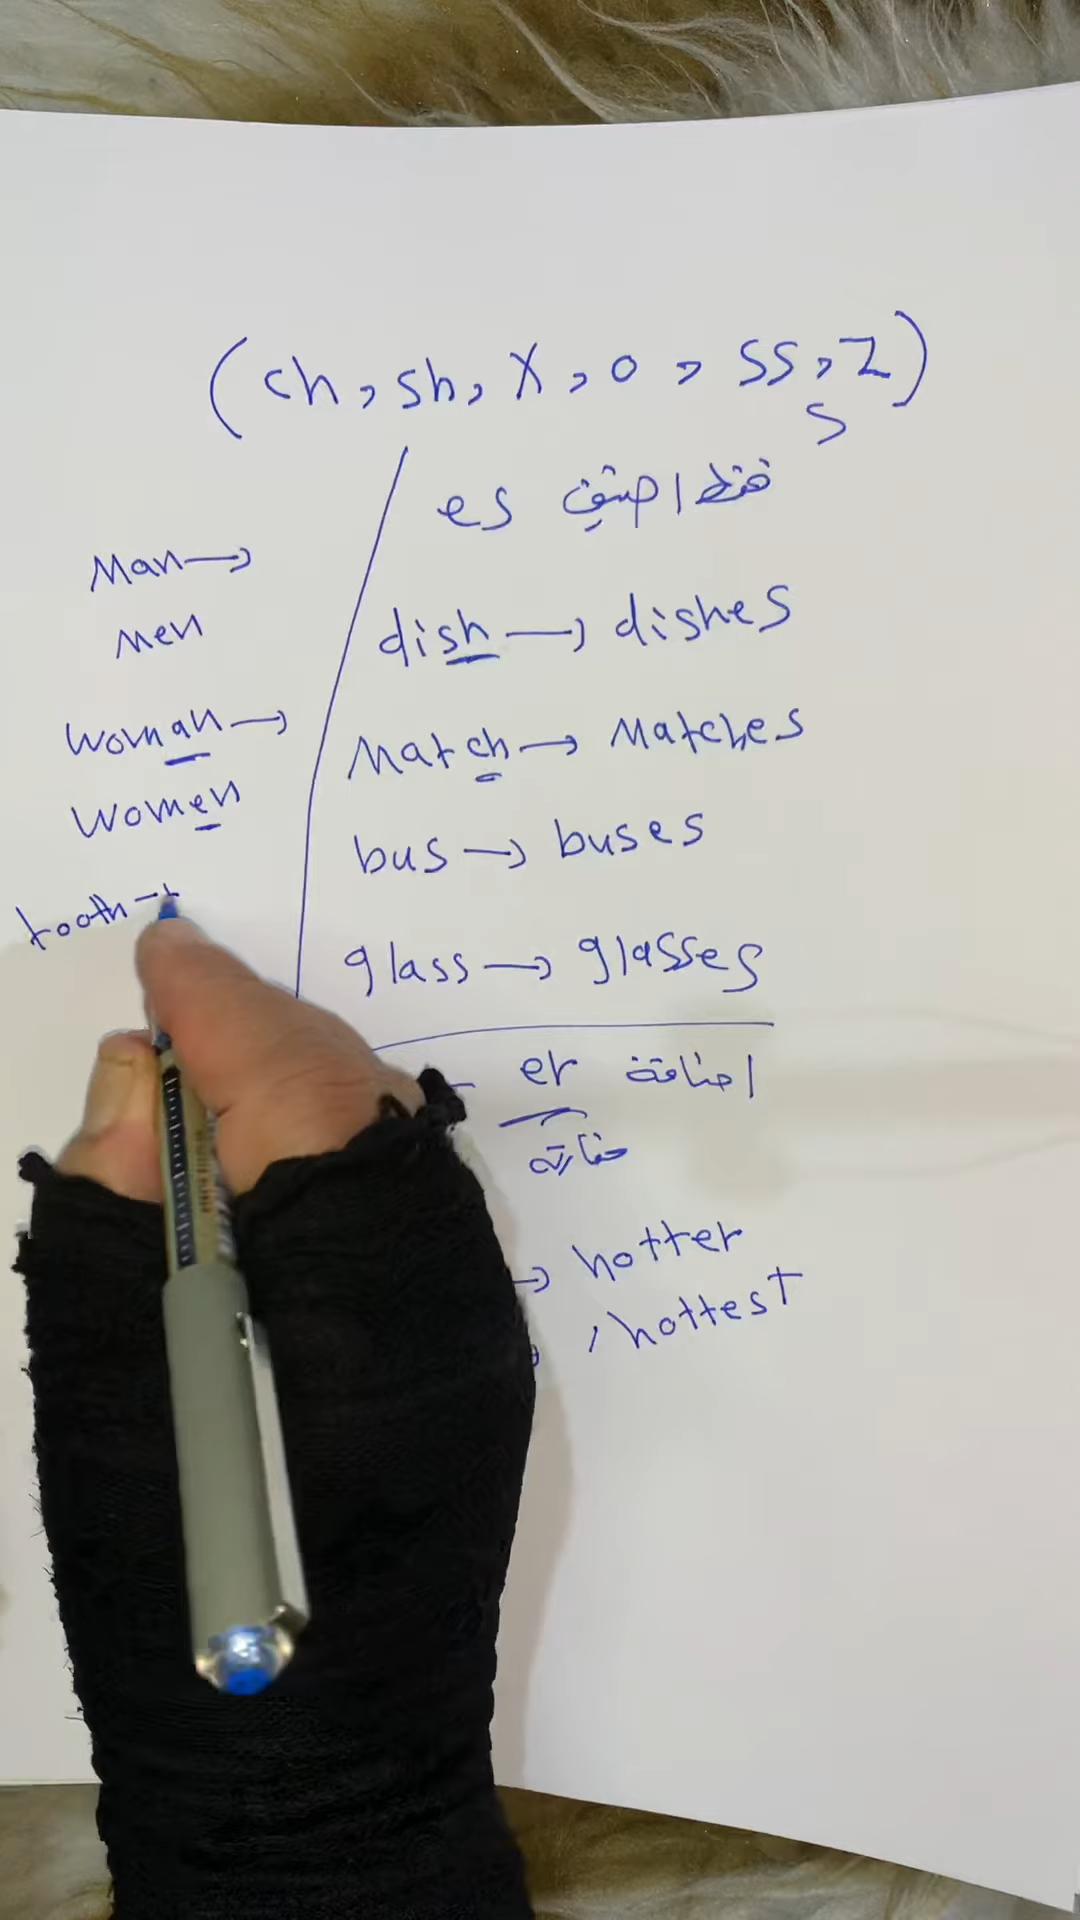 (ch, sh, X, o, ss, z)
s
فقط اضيف es
Man →
Men
dish → dishes
woman →
women
Match → Matches
bus → buses
tooth →
glass → glasses
اضافة er
مقارنة
→ hotter
, hottest